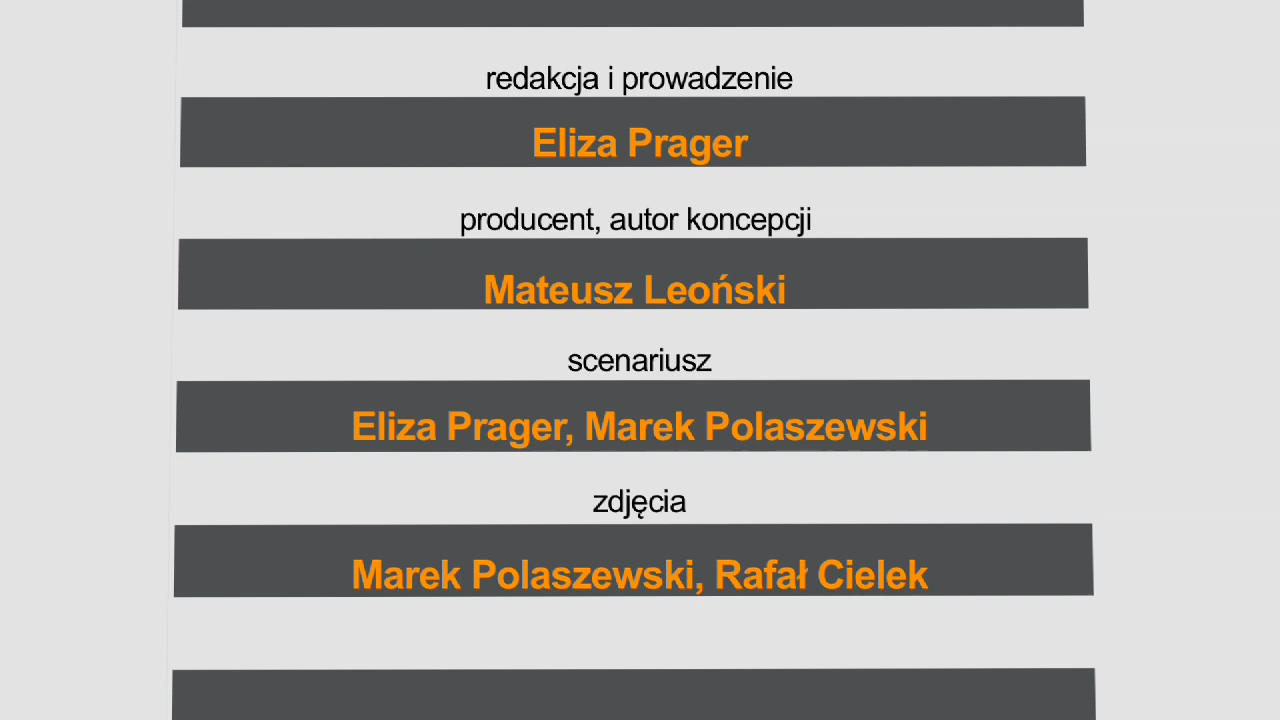 redakcja i prowadzenie
Eliza Prager
producent, autor koncepcji
Mateusz Leoński
scenariusz
Eliza Prager, Marek Polaszewski
zdjęcia
Marek Polaszewski, Rafał Cielek